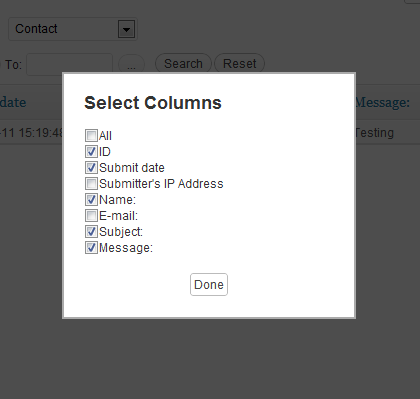 Contact
To:
...
Search
Reset
date
Message:
-11 15:19:48
Testing
Select Columns
All
ID
Submit date
Submitter's IP Address
Name:
E-mail:
Subject:
Message:
Done